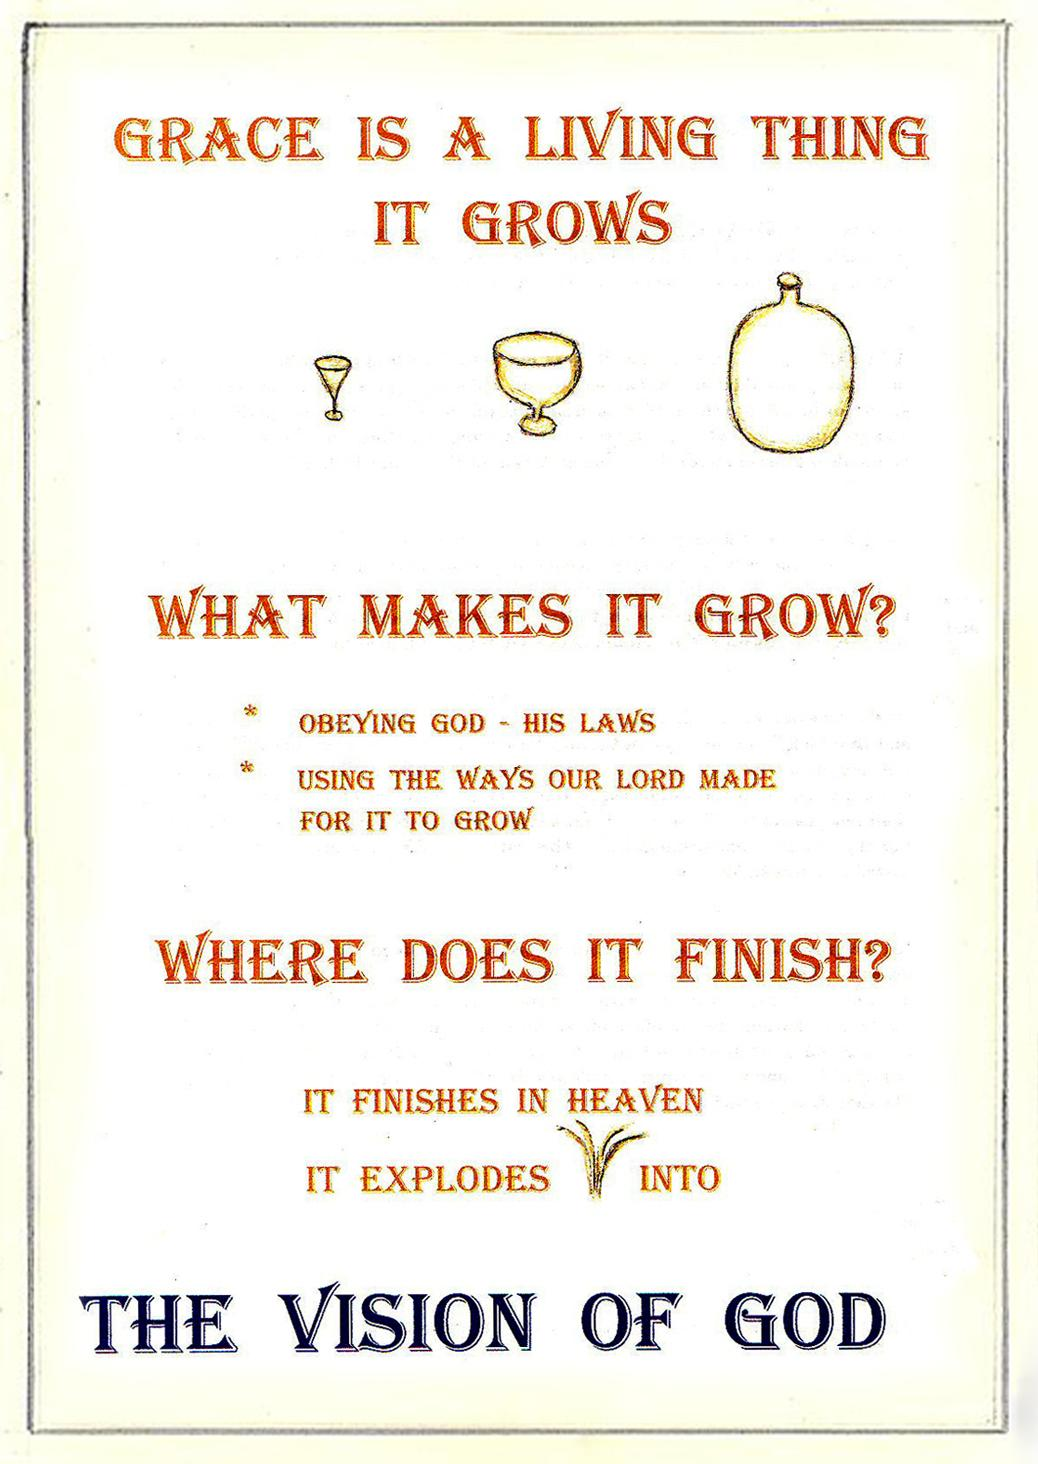 GRACE IS A LIVING THING
IT GROWS
WHAT MAKES IT GROW?
* OBEYING GOD - HIS LAWS
* USING THE WAYS OUR LORD MADE
FOR IT TO GROW
WHERE DOES IT FINISH?
IT FINISHES IN HEAVEN
IT EXPLODES INTO
THE VISION OF GOD